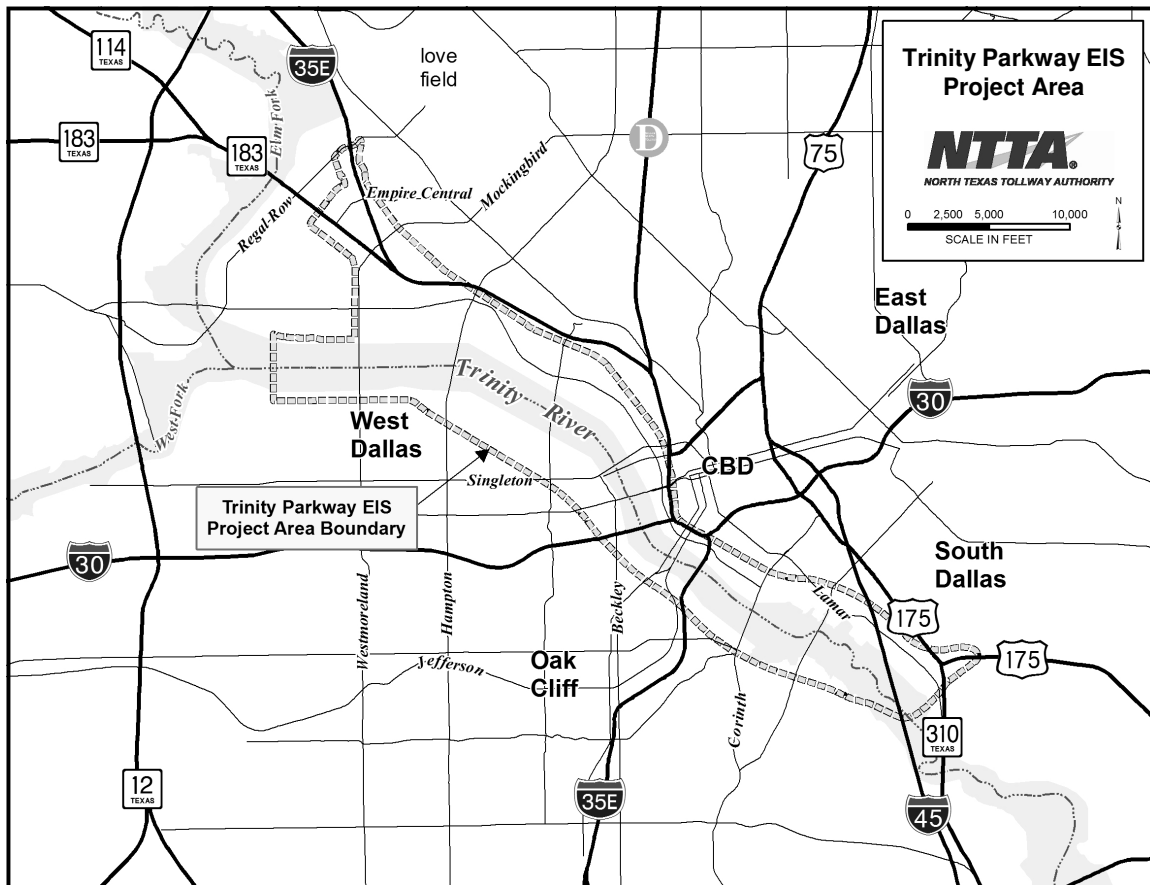 114
TEXAS
35E
love
field
Trinity Parkway EIS
Project Area
NTTA®
NORTH TEXAS TOLLWAY AUTHORITY
0 2,500 5,000 10,000
SCALE IN FEET
N
183
TEXAS
183
TEXAS
Elm Fork
D
75
Mockingbird
Empire Central
Regal Row
East
Dallas
30
Trinity River
West Fork
West
Dallas
CBD
Singleton
Trinity Parkway EIS
Project Area Boundary
30
South
Dallas
Westmoreland
Hampton
Beckley
Lamar
175
175
Jefferson
Oak
Cliff
Corinth
310
TEXAS
12
TEXAS
35E
45